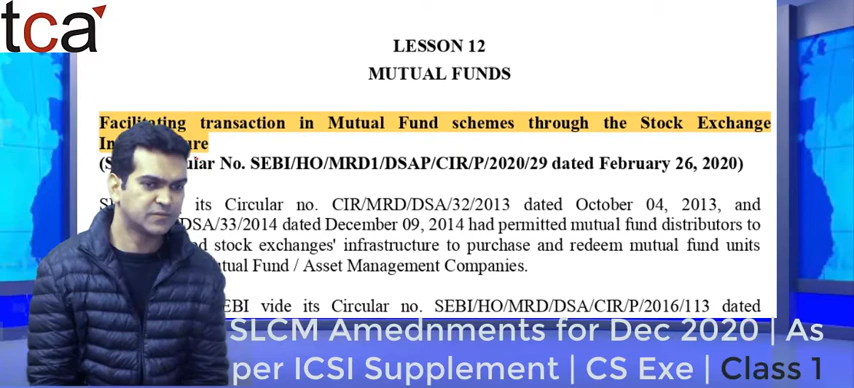 tca
LESSON 12
MUTUAL FUNDS
Facilitating transaction in Mutual Fund schemes through the Stock Exchange
(S ular No. SEBI/HO/MRD1/DSAP/CIR/P/2020/29 dated February 26, 2020)
its Circular no. CIR/MRD/DSA/32/2013 dated October 04, 2013, and
DSA/33/2014 dated December 09, 2014 had permitted mutual fund distributors to
stock exchanges' infrastructure to purchase and redeem mutual fund units
utual Fund / Asset Management Companies.
EBI vide its Circular no. SEBI/HO/MRD/DSA/CIR/P/2016/113 dated
SLCM Amednments for Dec 2020 | As
per ICSI Supplement | CS Exe | Class 1